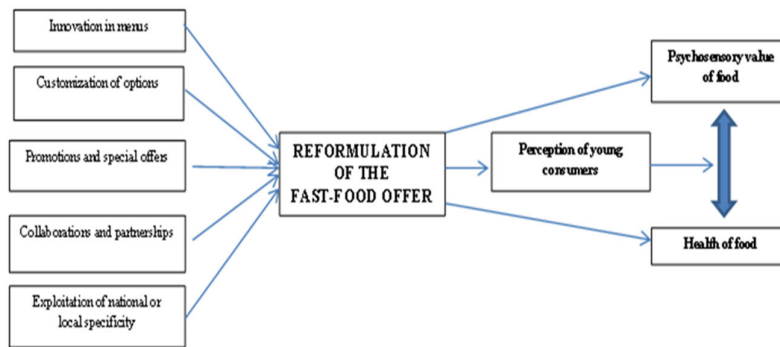 Innovation in menus
Customization of options
Promotions and special offers
Collaborations and partnerships
Exploitation of national or
local specificity
REFORMULATION
OF THE
FAST-FOOD OFFER
Perception of young
consumers
Psychosensory value
of food
Health of food